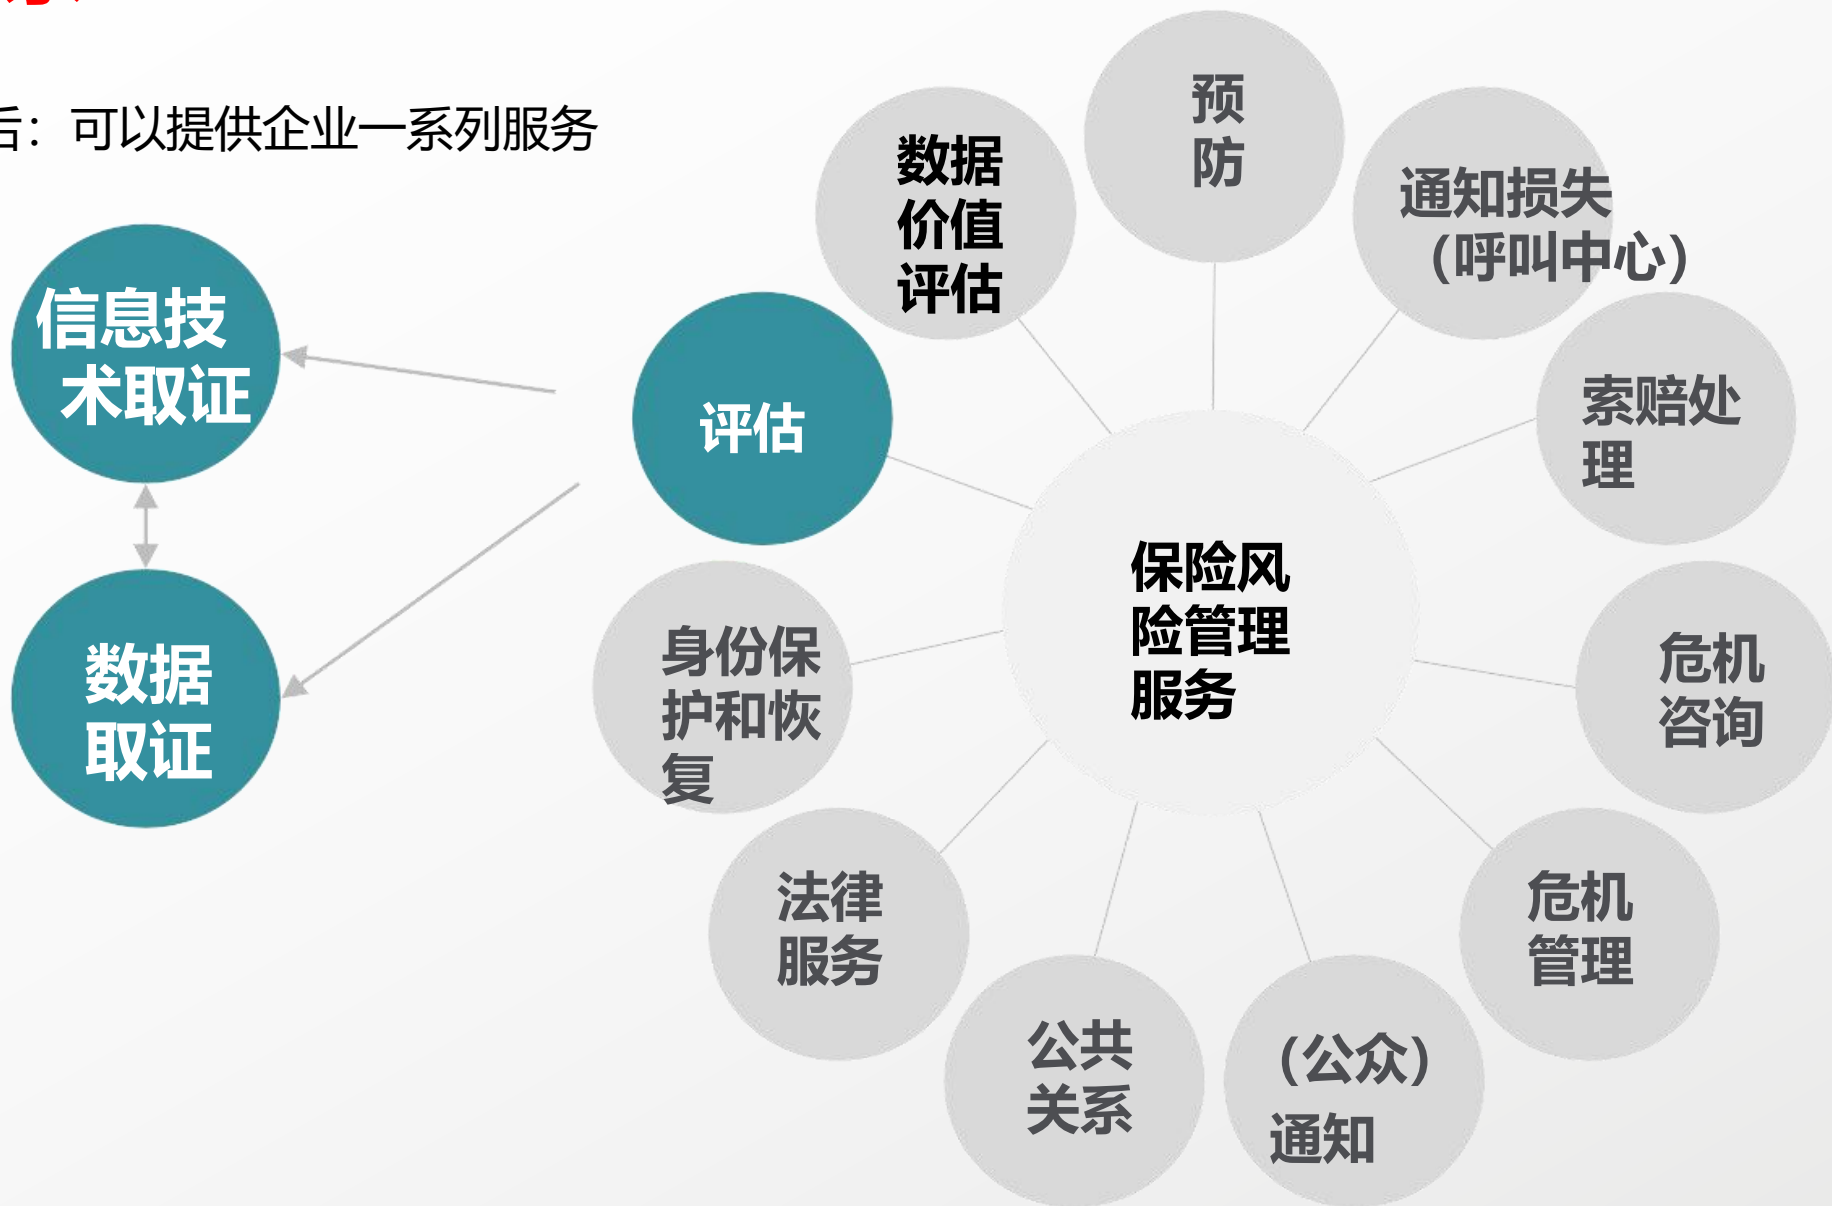 后：可以提供企业一系列服务
信息技
术取证
数据
取证
评估
数据
价值
评估
预
防
通知损失
（呼叫中心）
索赔处
理
危机
咨询
危机
管理
（公众）
通知
公共
关系
法律
服务
身份保
护和恢
复
保险风
险管理
服务